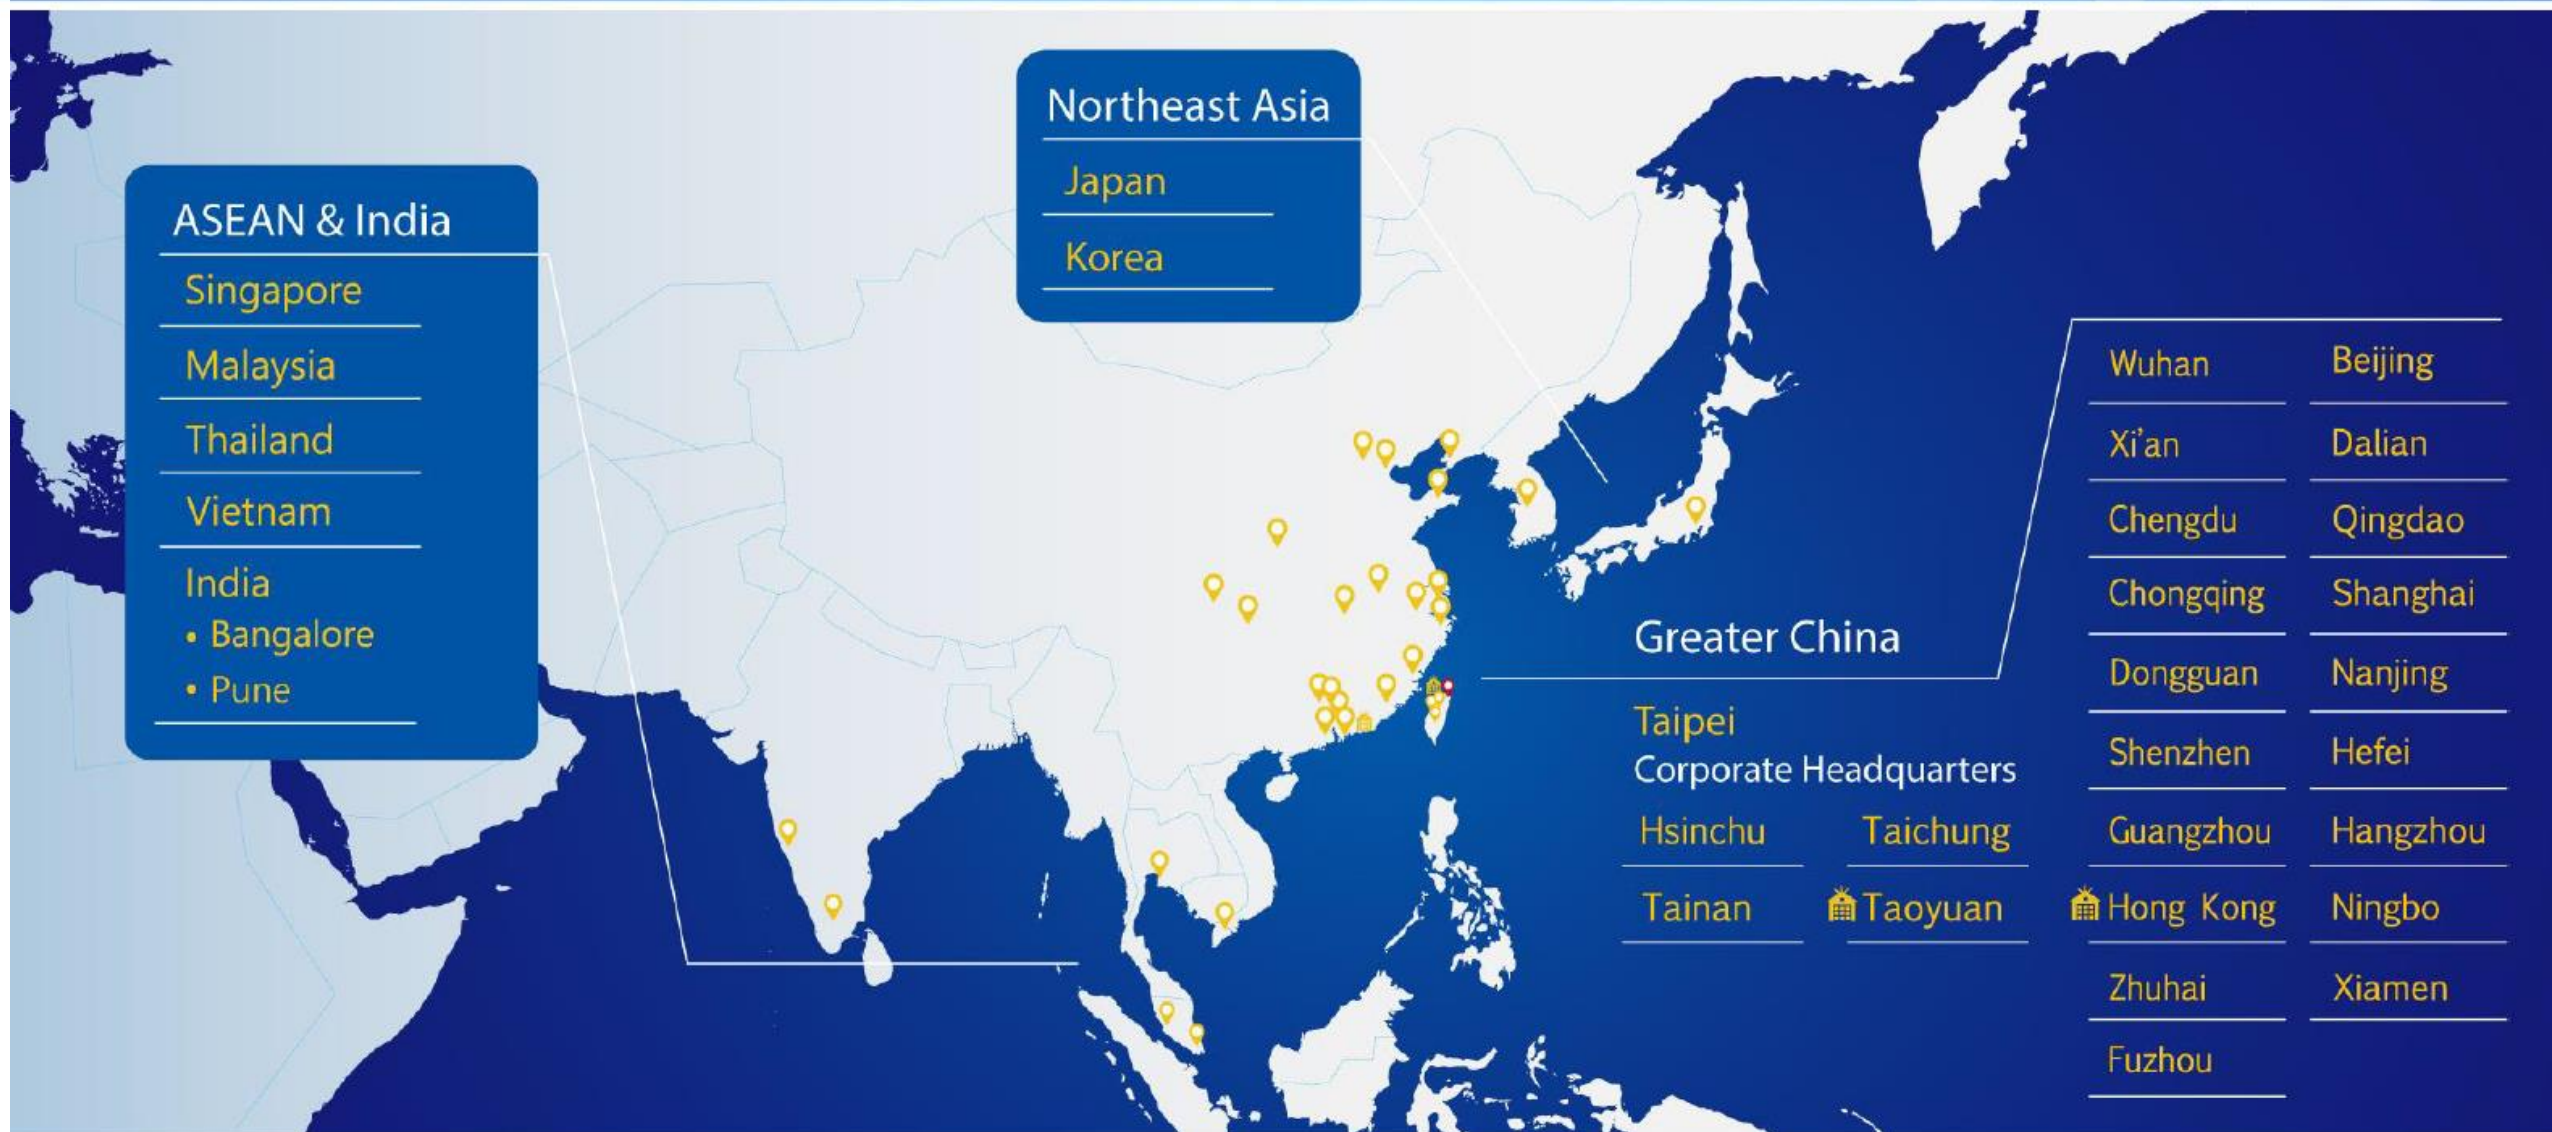 Northeast Asia
Japan
Korea
ASEAN & India
Singapore
Malaysia
Thailand
Vietnam
India
• Bangalore
• Pune
Greater China
Taipei
Corporate Headquarters
Hsinchu Taichung
Tainan Taoyuan
Wuhan Beijing
Xi’an Dalian
Chengdu Qingdao
Chongqing Shanghai
Dongguan Nanjing
Shenzhen Hefei
Guangzhou Hangzhou
Hong Kong Ningbo
Zhuhai Xiamen
Fuzhou